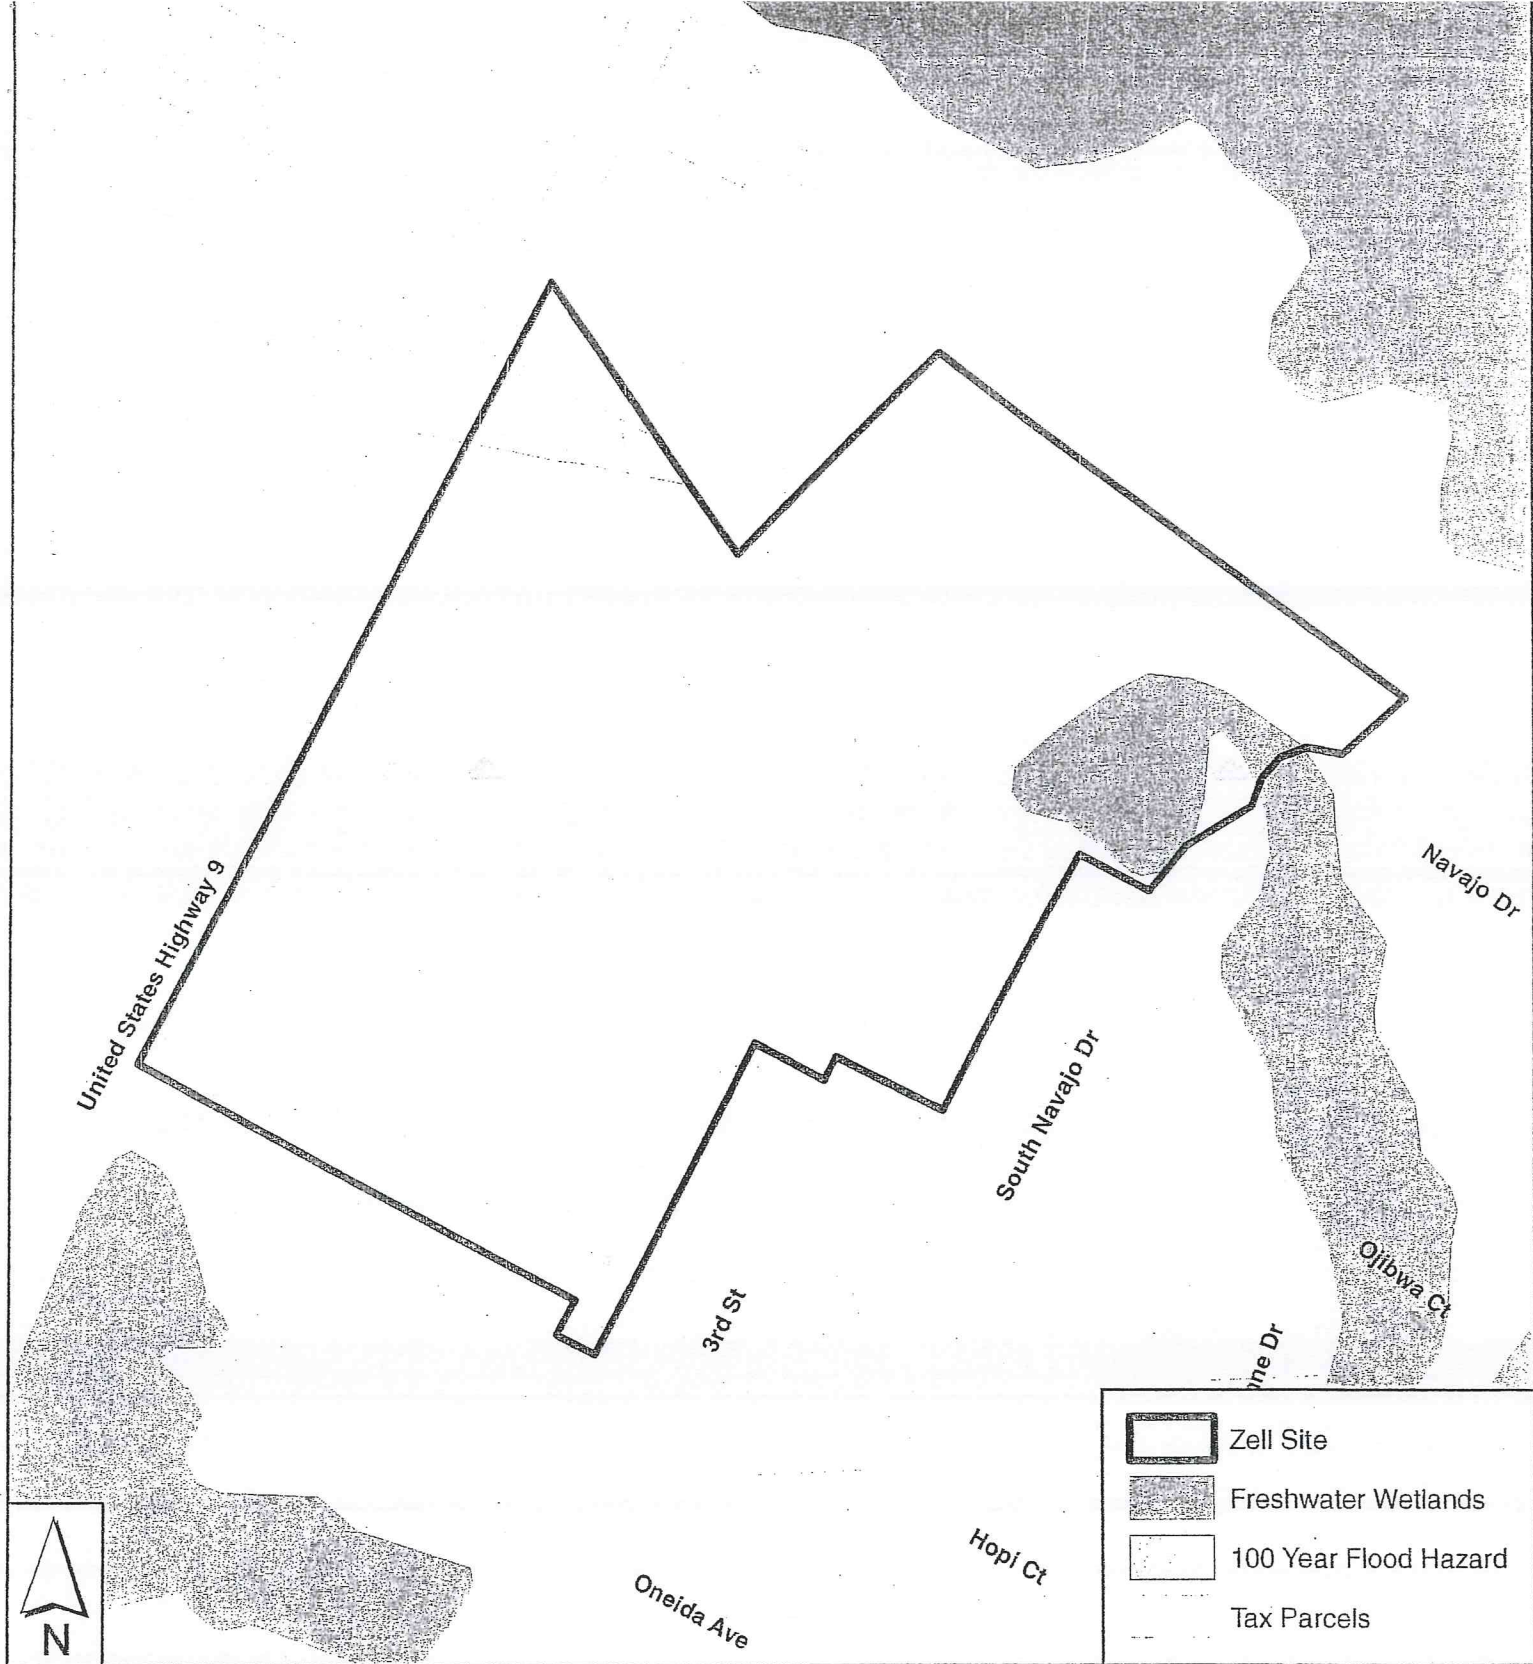 United States Highway 9
Navajo Dr
South Navajo Dr
Ojibwa Ct
3rd St
Dr
Hopi Ct
Oneida Ave
N
Zell Site
Freshwater Wetlands
100 Year Flood Hazard
Tax Parcels